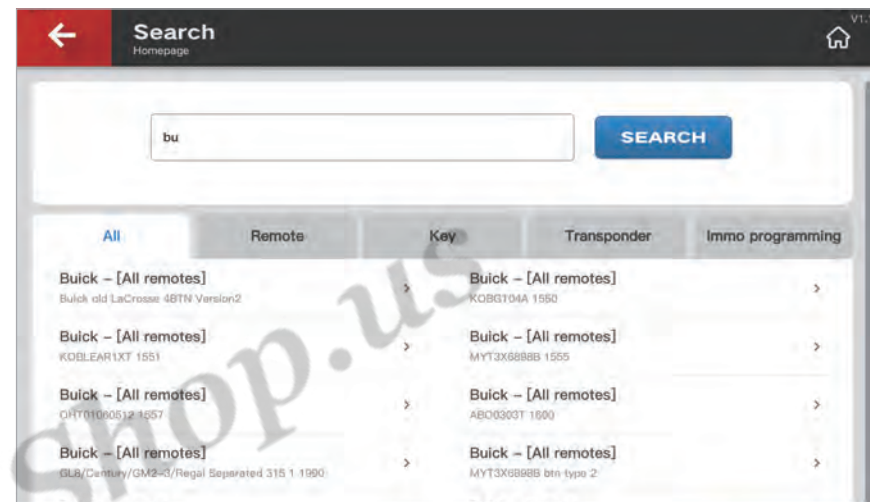 Search
Homepage
V1.
bu
SEARCH
All Remote Key Transponder Immo programming
Buick – [All remotes] Buick – [All remotes]
Buick old LaCrosse 4BTN Version2 KOBGT04A 1550
Buick – [All remotes] Buick – [All remotes]
KOBLEAR1XT 1551 MYT3X6898B 1555
Buick – [All remotes] Buick – [All remotes]
OHT01060512 1557 ABO0303T 1600
Buick – [All remotes] Buick – [All remotes]
GL8/Century/GM2-3/Regal Separated 315 1 1990 MYT3X6898B btn type 2
shop.us